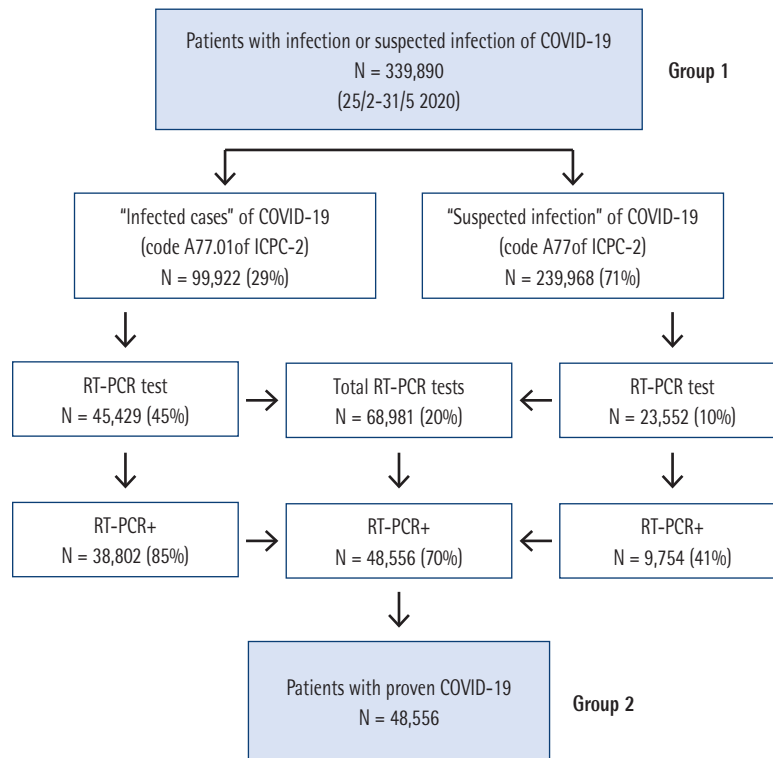 Patients with infection or suspected infection of COVID-19
N = 339,890
(25/2-31/5 2020)
Group 1
“Infected cases” of COVID-19
(code A77.01of ICPC-2)
N = 99,922 (29%)
“Suspected infection” of COVID-19
(code A77of ICPC-2)
N = 239,968 (71%)
RT-PCR test
N = 45,429 (45%)
Total RT-PCR tests
N = 68,981 (20%)
RT-PCR test
N = 23,552 (10%)
RT-PCR+
N = 38,802 (85%)
RT-PCR+
N = 48,556 (70%)
RT-PCR+
N = 9,754 (41%)
Patients with proven COVID-19
N = 48,556
Group 2